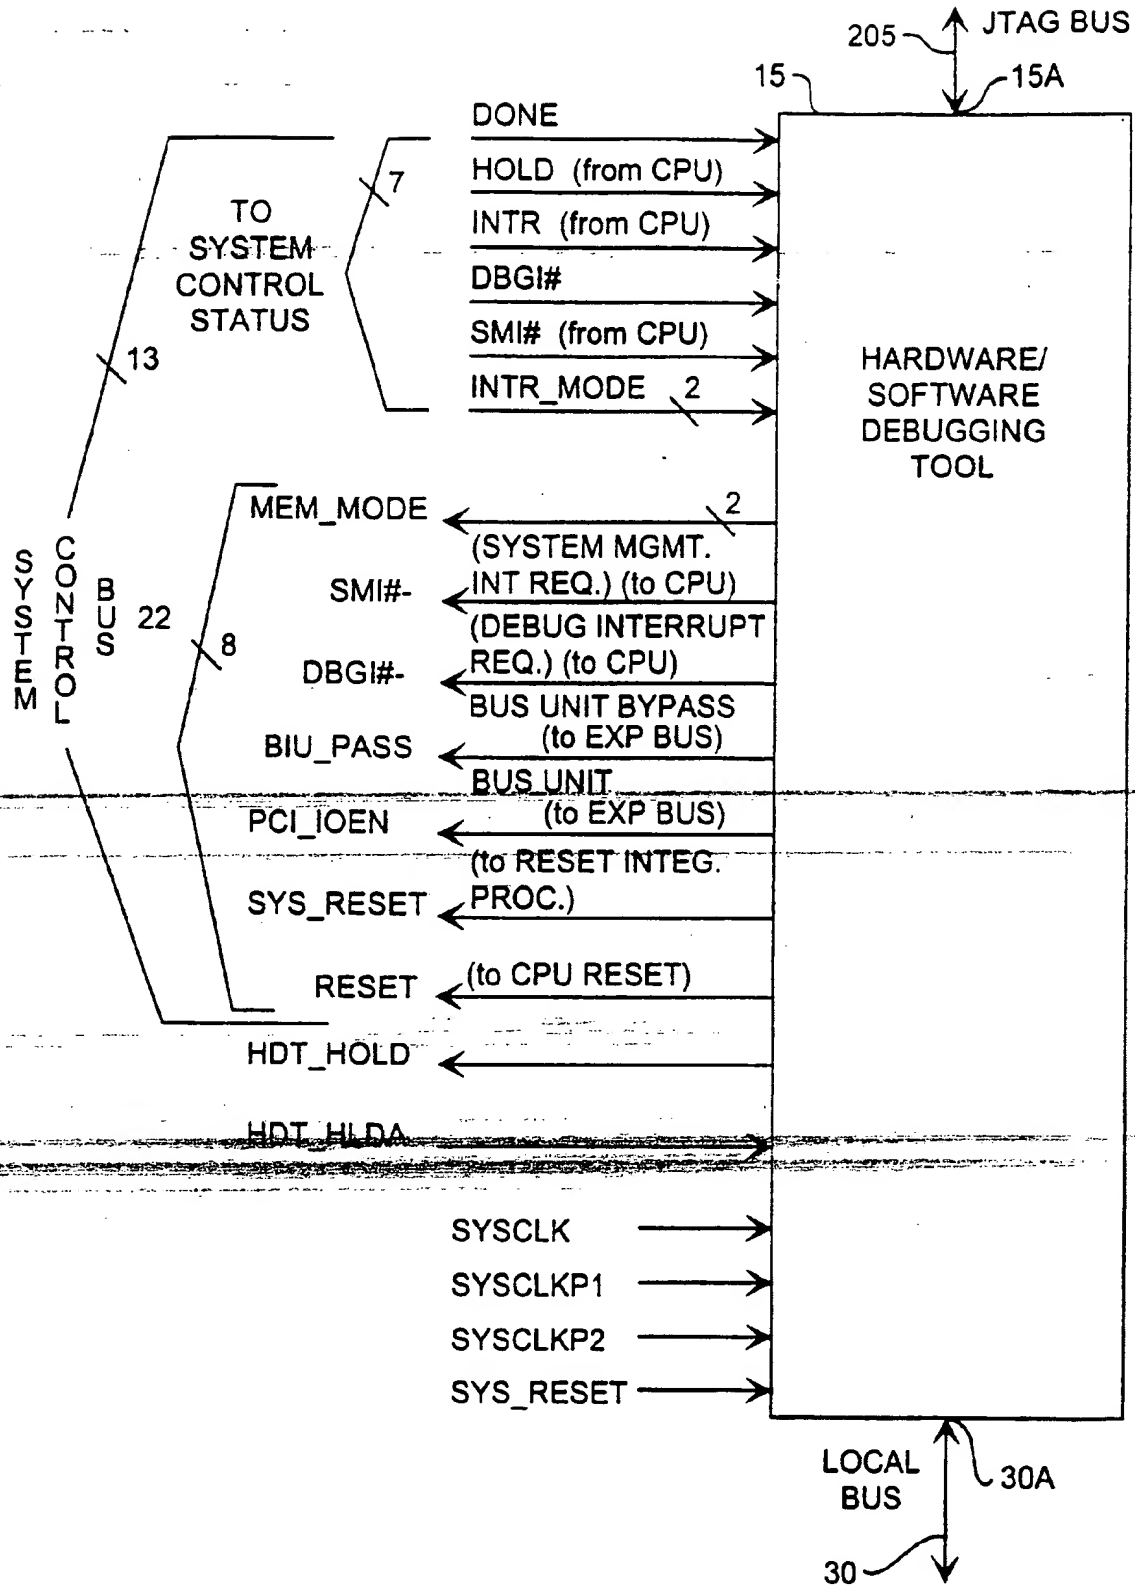 205
JTAG BUS
15
15A
DONE
HOLD (from CPU)
INTR (from CPU)
DBGI#
SMI# (from CPU)
INTR_MODE
2
7
TO
SYSTEM
CONTROL
STATUS
13
HARDWARE/
SOFTWARE
DEBUGGING
TOOL
MEM_MODE
2
(SYSTEM MGMT.
INT REQ.) (to CPU)
SMI#-
(DEBUG INTERRUPT
REQ.) (to CPU)
DBGI#-
BUS UNIT BYPASS
(to EXP BUS)
BIU_PASS
BUS UNIT
(to EXP BUS)
PCI_IOEN
(to RESET INTEG.
PROC.)
SYS_RESET
(to CPU RESET)
RESET
8
SYSTEM
CONTROL
BUS
22
HDT_HOLD
HDT_HLDA
SYSCLK
SYSCLKP1
SYSCLKP2
SYS_RESET
LOCAL
BUS
30A
30